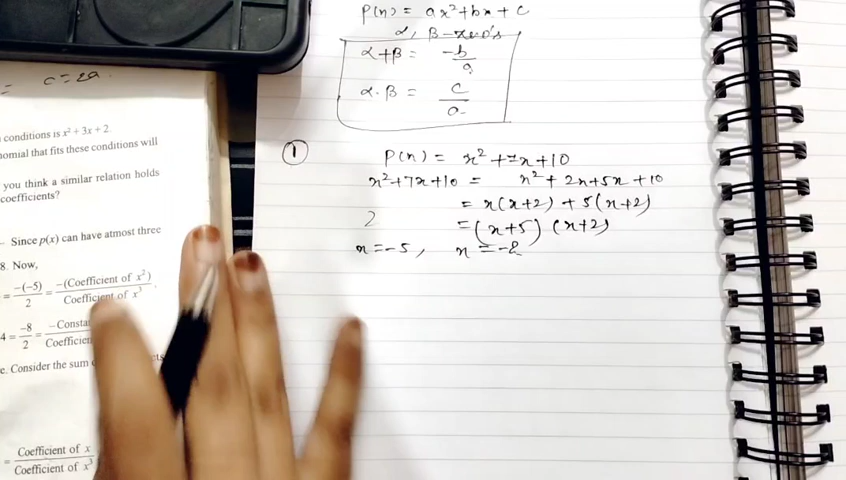 c=2a
conditions is x² + 3x + 2
nomial that fits these conditions will
you think a similar relation holds
coefficients?
Since p(x) can have atmost three
8. Now,
= -(-5)/2 = -(Coefficient of x²)/Coefficient of x³
4 = -8/2 = -Consta
Coefficien
e. Consider the sum
= Coefficient of x/Coefficient of x³
P(n) = ax²+bx+c
α, β-zeros
α+β = -b/a
α.β = c/a
1
P(n) = x²+7x+10
x²+7x+10 = x²+2x+5x+10
= x(x+2)+5(x+2)
2
=(x+5)(x+2)
x=-5, x=-2